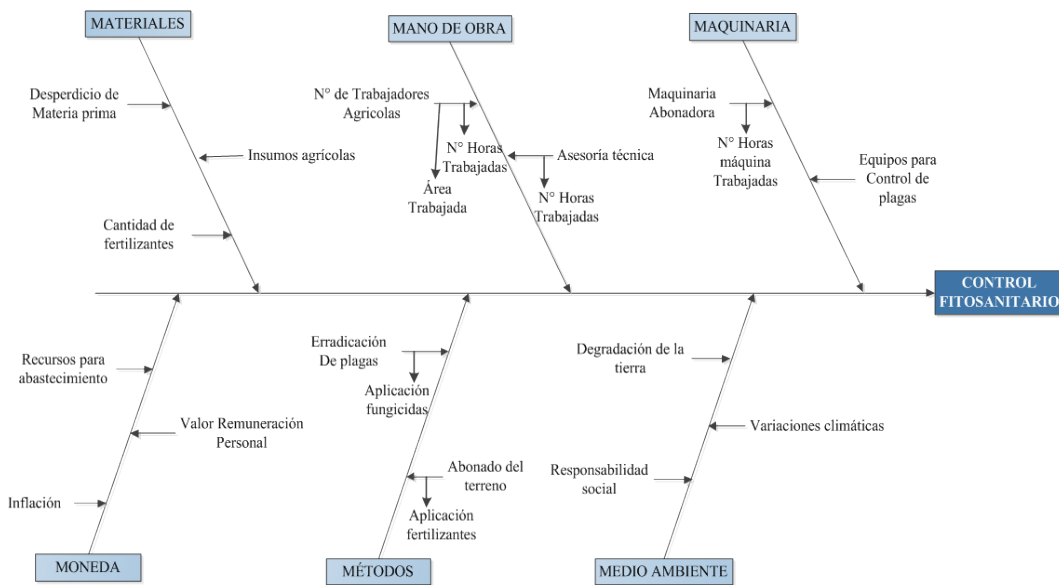 MATERIALES
MANO DE OBRA
MAQUINARIA
Desperdicio de
Materia prima
Insumos agrícolas
Cantidad de
fertilizantes
N° de Trabajadores
Agricolas
N° Horas
Trabajadas
Área
Trabajada
Asesoría técnica
N° Horas
Trabajadas
Maquinaria
Abonadora
N° Horas
máquina
Trabajadas
Equipos para
Control de
plagas
CONTROL
FITOSANITARIO
Recursos para
abastecimiento
Valor Remuneración
Personal
Inflación
Erradicación
De plagas
Aplicación
fungicidas
Abonado del
terreno
Aplicación
fertilizantes
Degradación de la
tierra
Variaciones climáticas
Responsabilidad
social
MONEDA
MÉTODOS
MEDIO AMBIENTE